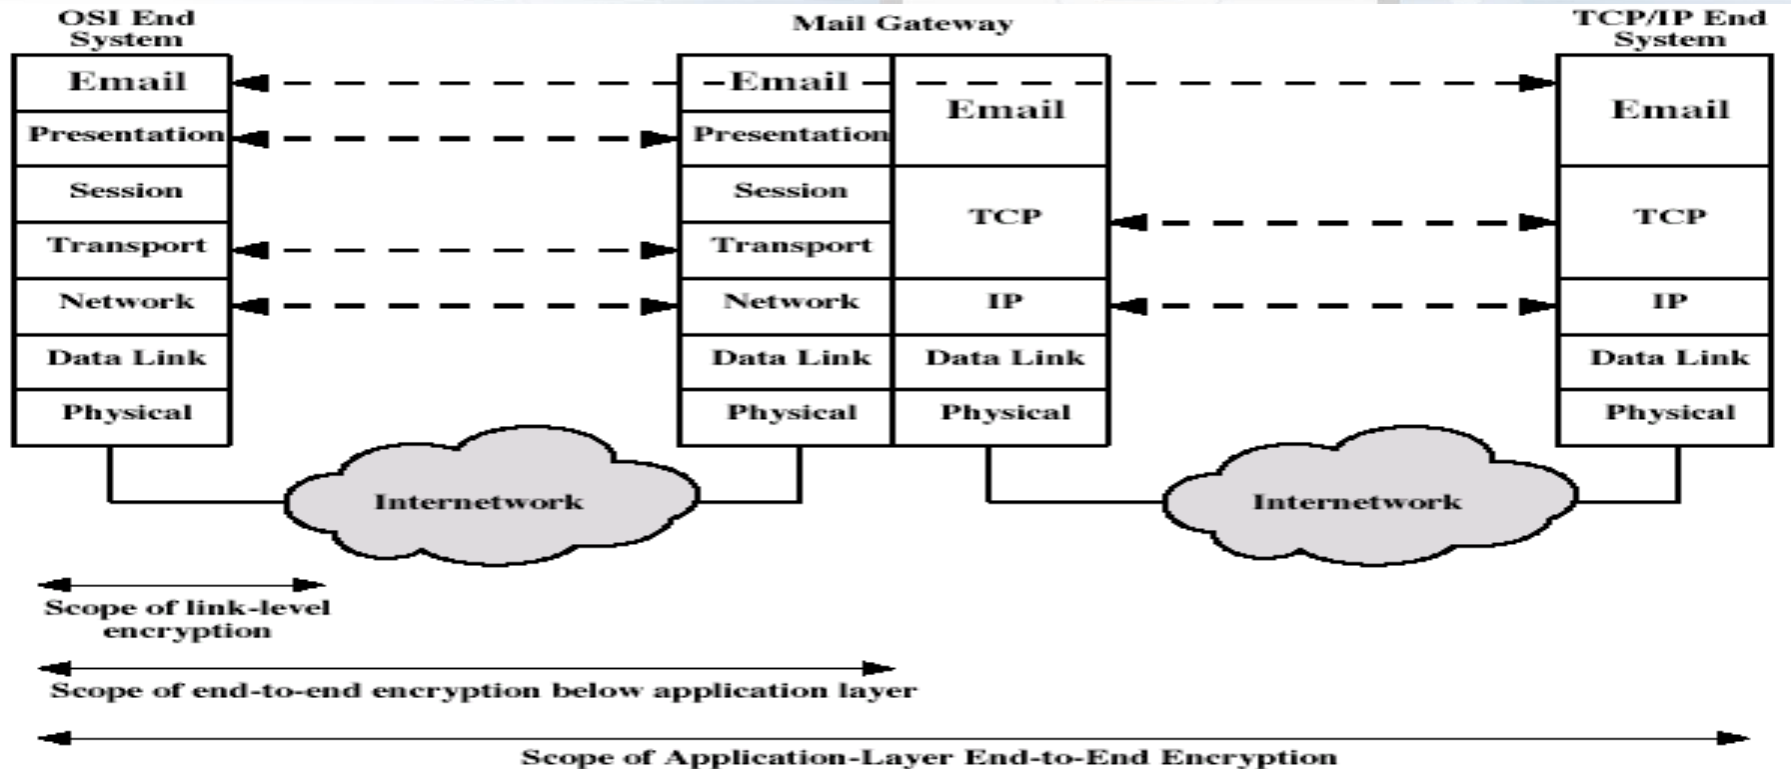 OSI End
System
Mail Gateway
TCP/IP End
System
Email
Presentation
Session
Transport
Network
Data Link
Physical
Email
Presentation
Session
Transport
Network
Data Link
Physical
Email
TCP
IP
Data Link
Physical
Email
TCP
IP
Data Link
Physical
Internetwork
Internetwork
Scope of link-level
encryption
Scope of end-to-end encryption below application layer
Scope of Application-Layer End-to-End Encryption